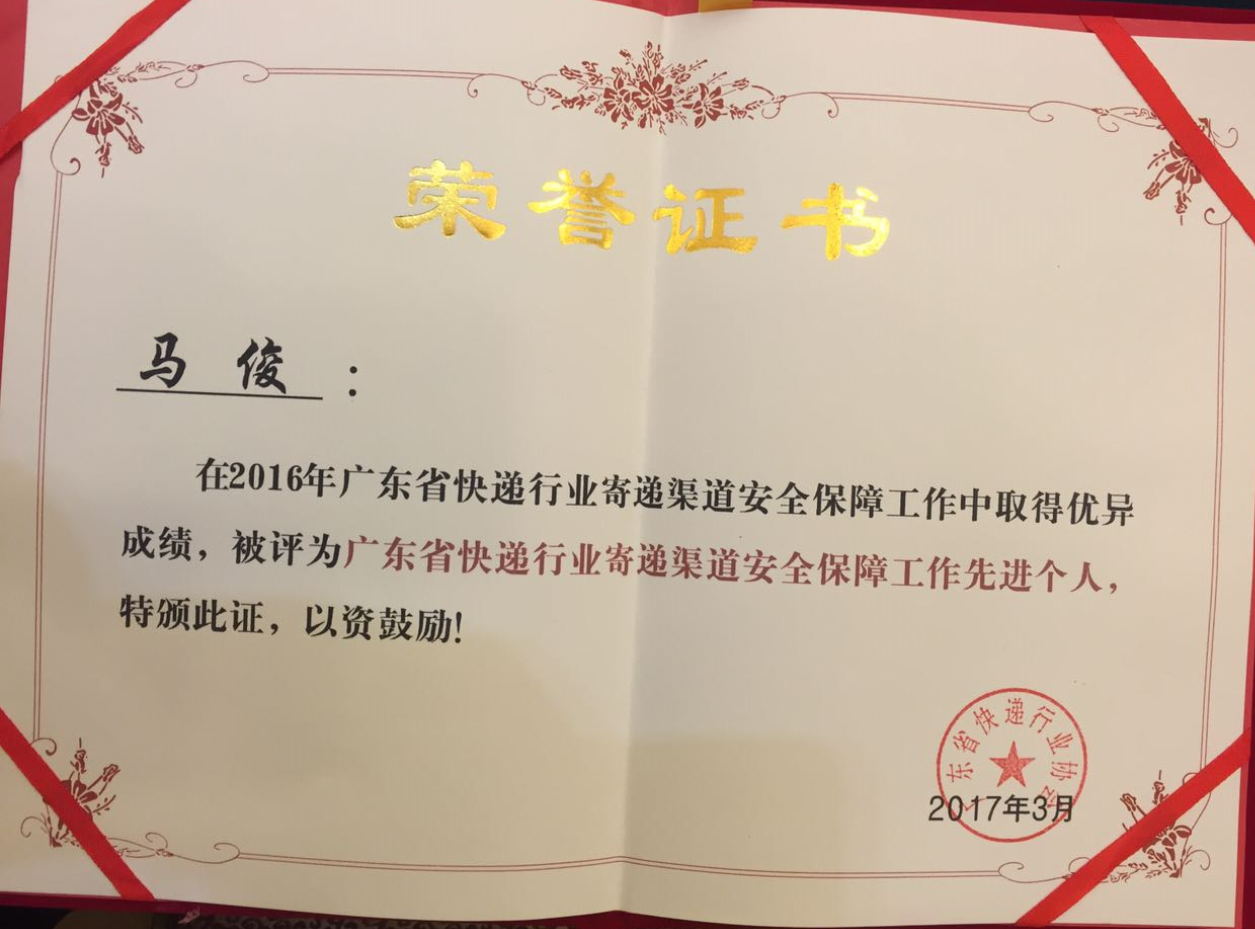 荣誉证书
马俊：
在2016年广东省快递行业寄递渠道安全保障工作中取得优异
成绩，被评为广东省快递行业寄递渠道安全保障工作先进个人，
特颁此证，以资鼓励!
广东省快递行业协会
2017年3月